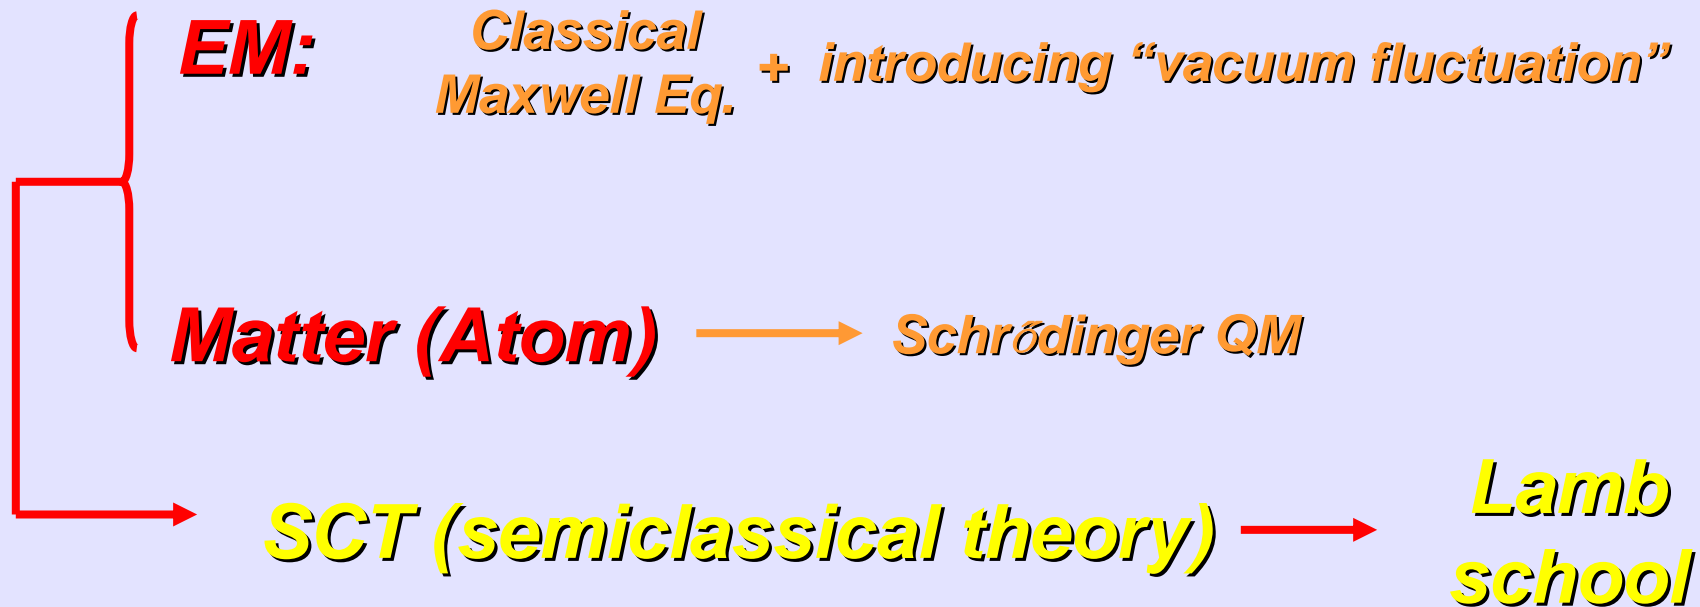 EM:
Classical
Maxwell Eq.
+ introducing “vacuum fluctuation”
Matter (Atom)
Schrődinger QM
SCT (semiclassical theory)
Lamb
school